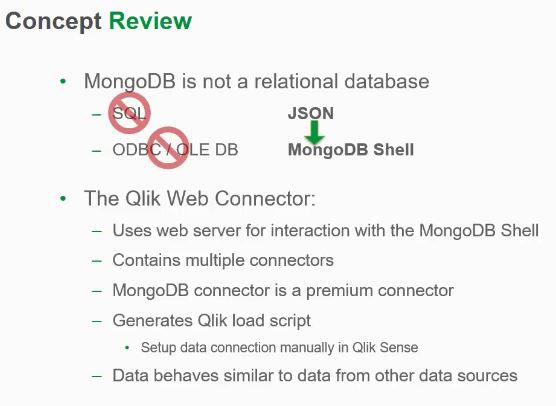 Concept Review
• MongoDB is not a relational database
– SQL JSON
– ODBC / OLE DB MongoDB Shell
• The Qlik Web Connector:
– Uses web server for interaction with the MongoDB Shell
– Contains multiple connectors
– MongoDB connector is a premium connector
– Generates Qlik load script
• Setup data connection manually in Qlik Sense
– Data behaves similar to data from other data sources